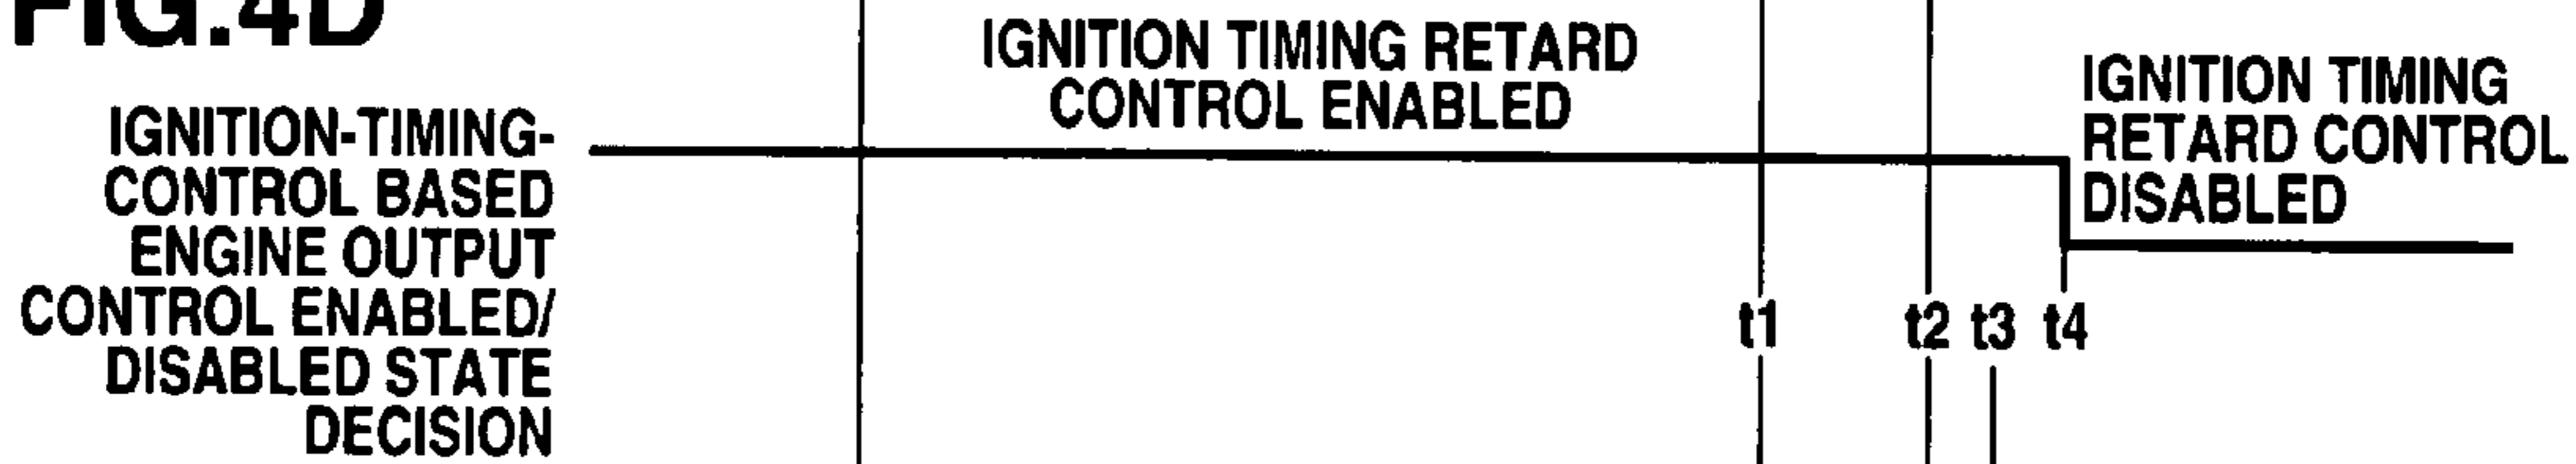 FIG.4D
IGNITION TIMING RETARD
CONTROL ENABLED
IGNITION TIMING
RETARD CONTROL
DISABLED
IGNITION-TIMING-
CONTROL BASED
ENGINE OUTPUT
CONTROL ENABLED/
DISABLED STATE
DECISION
t1 t2 t3 t4